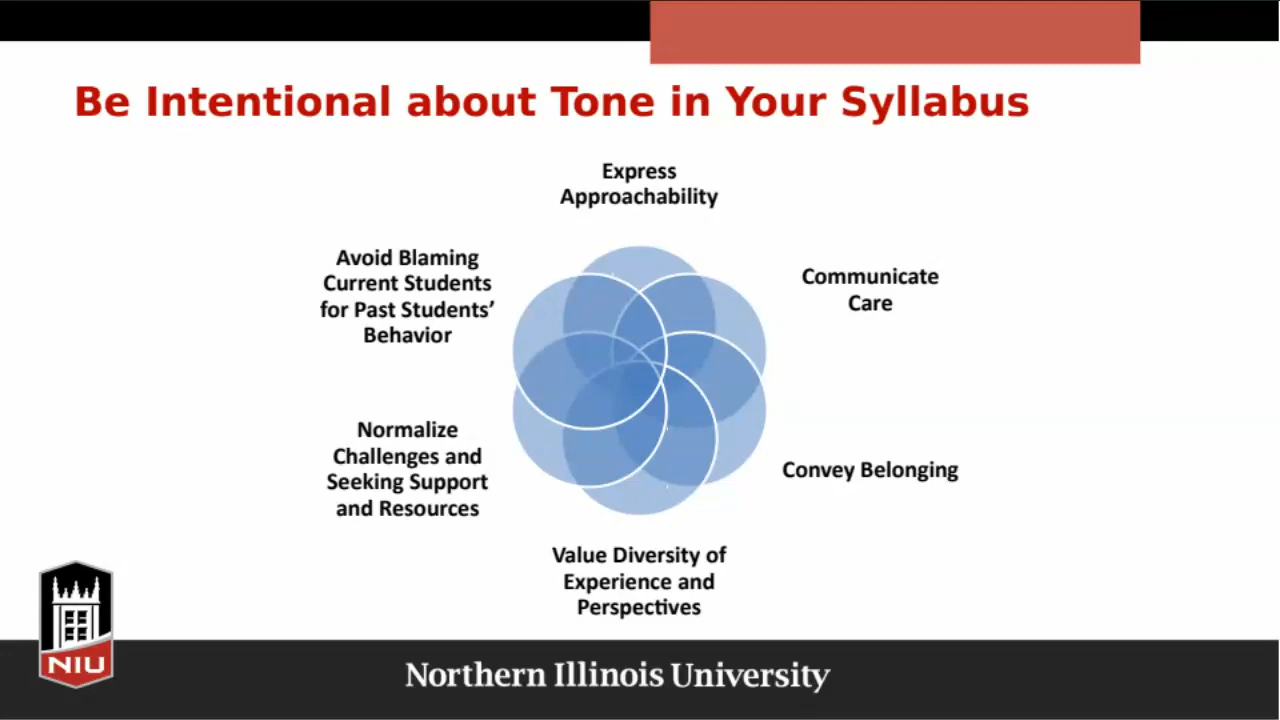 Be Intentional about Tone in Your Syllabus
Express
Approachability
Communicate
Care
Convey Belonging
Value Diversity of
Experience and
Perspectives
Normalize
Challenges and
Seeking Support
and Resources
Avoid Blaming
Current Students
for Past Students’
Behavior
NIU
Northern Illinois University